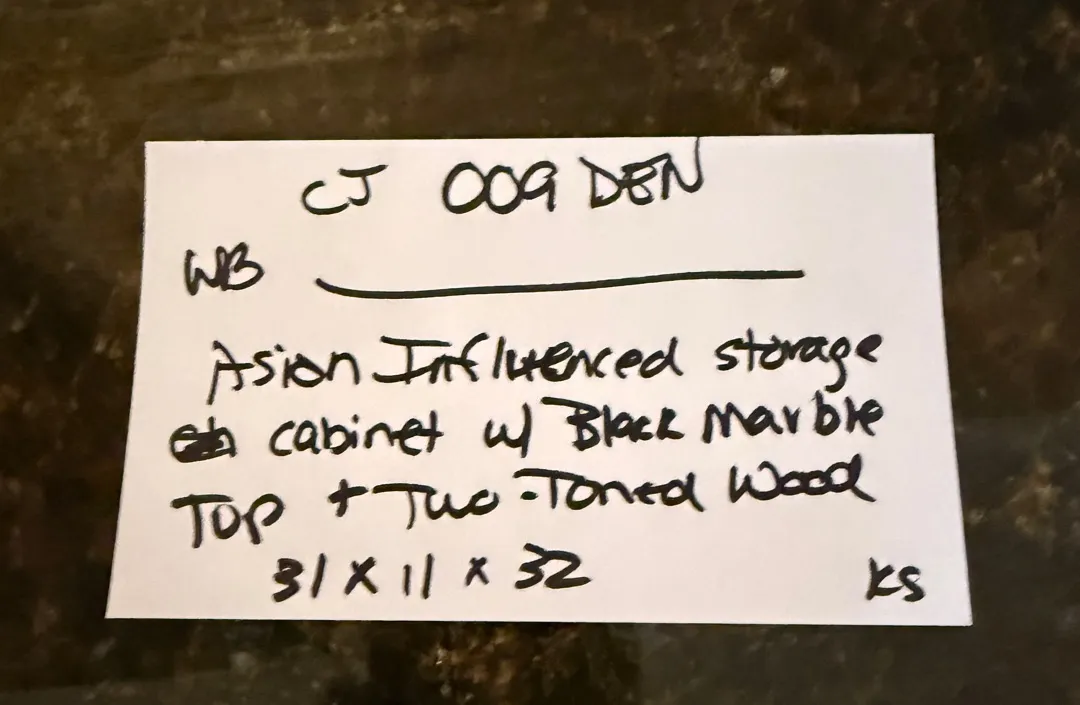 CJ 009 DEN
WB
Asian Influenced storage
cabinet w/ Black Marble
Top + Two-Toned Wood
31 x 11 x 32
KS